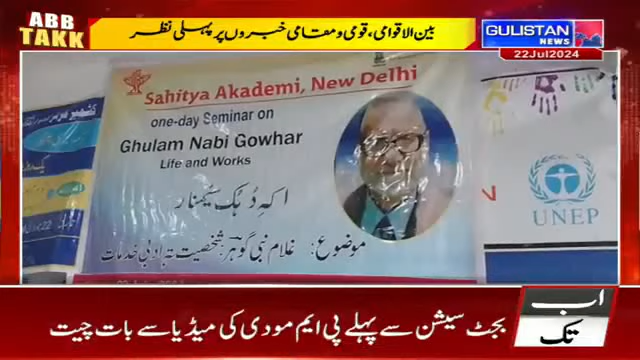 ABB
TAKK
بین الاقوامی، قومی و مقامی خبروں پر پہلی نظر
GULISTAN
NEWS
22Jul2024
Sahitya Akademi, New Delhi
one-day Seminar on
Ghulam Nabi Gowhar
Life and Works
اکہِ دُہک سیمنار
موضوع: غلام نبی گوہر: شخصیت تہٕ ادبی خدمات
UNEP
اب
تک
بجٹ سیشن سے پہلے پی ایم مودی کی میڈیا سے بات چیت